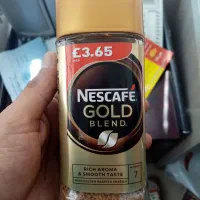 £3.65
NESCAFÉ
GOLD
BLEND
RICH AROMA
& SMOOTH TASTE
7